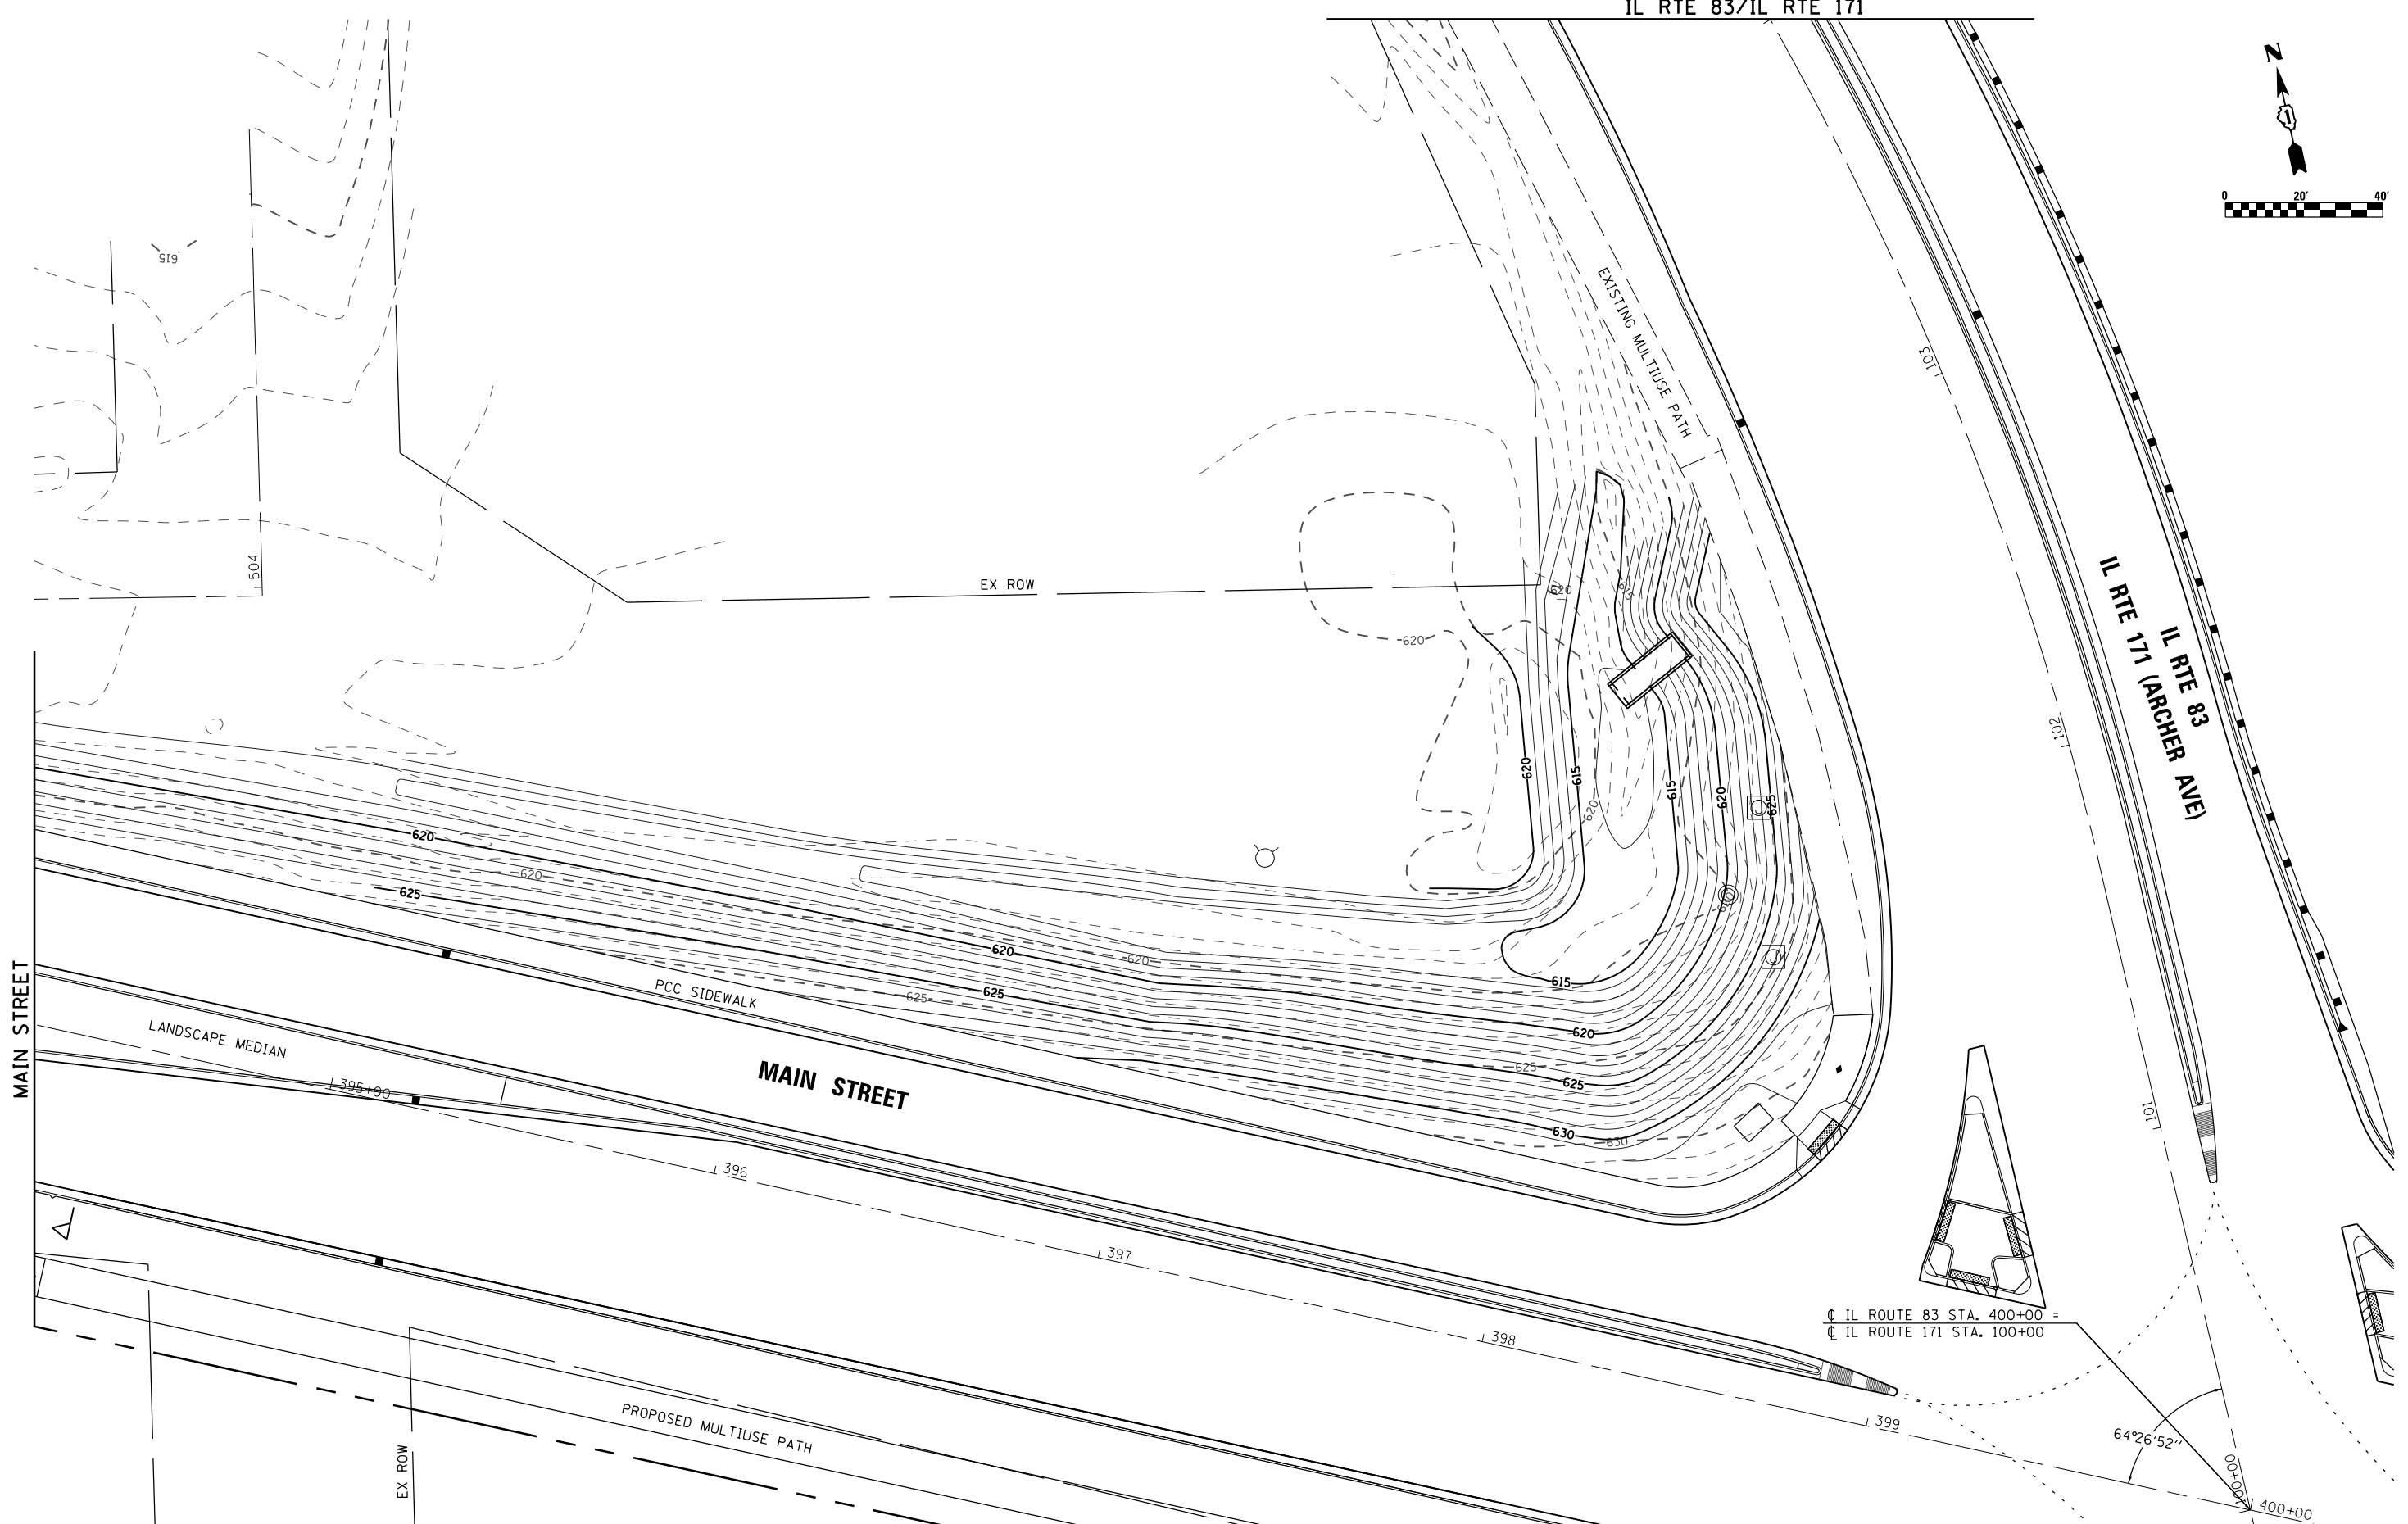 IL RTE 83/IL RTE 171
N
0 20' 40'
615
EXISTING MULTIUSE PATH
103
504
EX ROW
620
615
620
IL RTE 83
IL RTE 171 (ARCHER AVE)
102
620
615
615
620
625
620
620
620
625
620
620
625
625
615
620
625
625
630
630
101
PCC SIDEWALK
MAIN STREET
LANDSCAPE MEDIAN
MAIN STREET
395+00
396
397
398
399
℄ IL ROUTE 83 STA. 400+00 =
℄ IL ROUTE 171 STA. 100+00
64°26'52"
100+00
400+00
PROPOSED MULTIUSE PATH
EX ROW